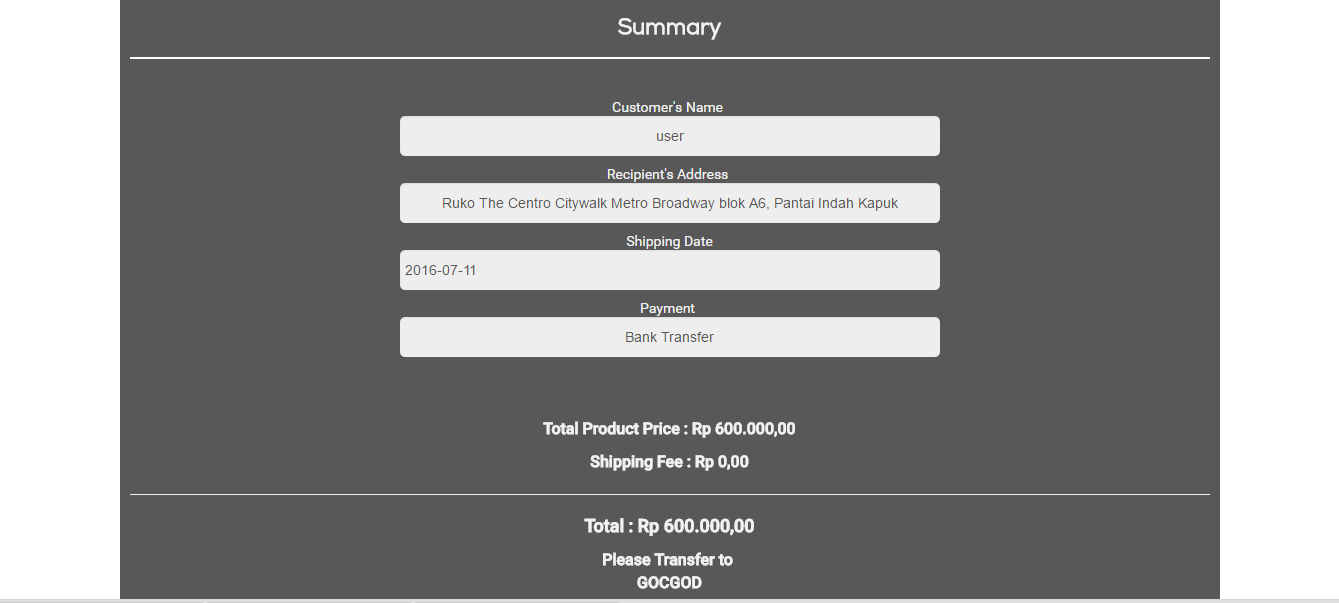 Summary
Customer's Name
user
Recipient's Address
Ruko The Centro Citywalk Metro Broadway blok A6, Pantai Indah Kapuk
Shipping Date
2016-07-11
Payment
Bank Transfer
Total Product Price : Rp 600.000,00
Shipping Fee : Rp 0,00
Total : Rp 600.000,00
Please Transfer to
GOCGOD